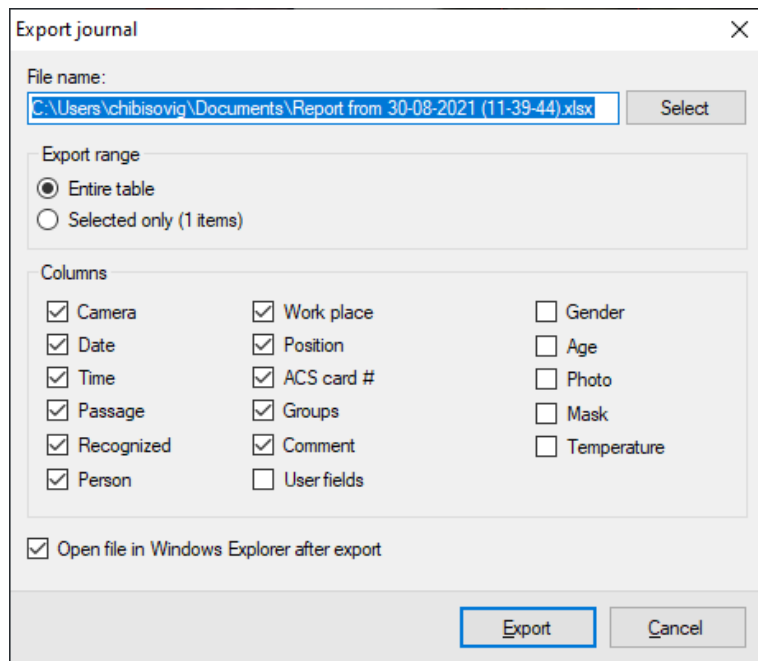 Export journal
File name:
C:\Users\chibisovig\Documents\Report from 30-08-2021 (11-39-44).xlsx
Select
Export range
Entire table
Selected only (1 items)
Columns
Camera
Date
Time
Passage
Recognized
Person
Work place
Position
ACS card #
Groups
Comment
User fields
Gender
Age
Photo
Mask
Temperature
Open file in Windows Explorer after export
Export
Cancel